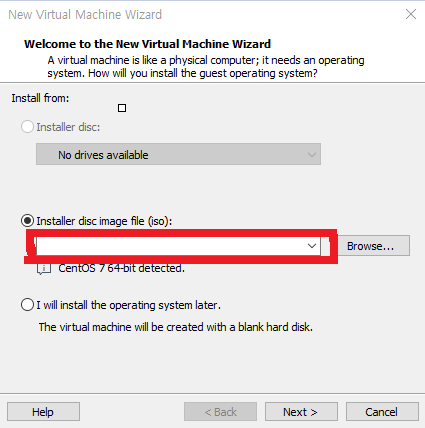 New Virtual Machine Wizard
Welcome to the New Virtual Machine Wizard
A virtual machine is like a physical computer; it needs an operating
system. How will you install the guest operating system?
Install from:
Installer disc:
No drives available
Installer disc image file (iso):
Browse...
CentOS 7 64-bit detected.
I will install the operating system later.
The virtual machine will be created with a blank hard disk.
Help
< Back
Next >
Cancel